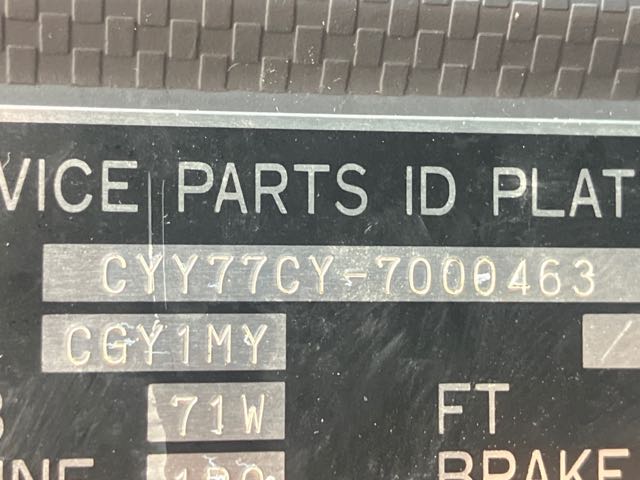 VICE PARTS ID PLAT
CYY77CY-7000463
CGY1MY /
71W FT
BRAKE